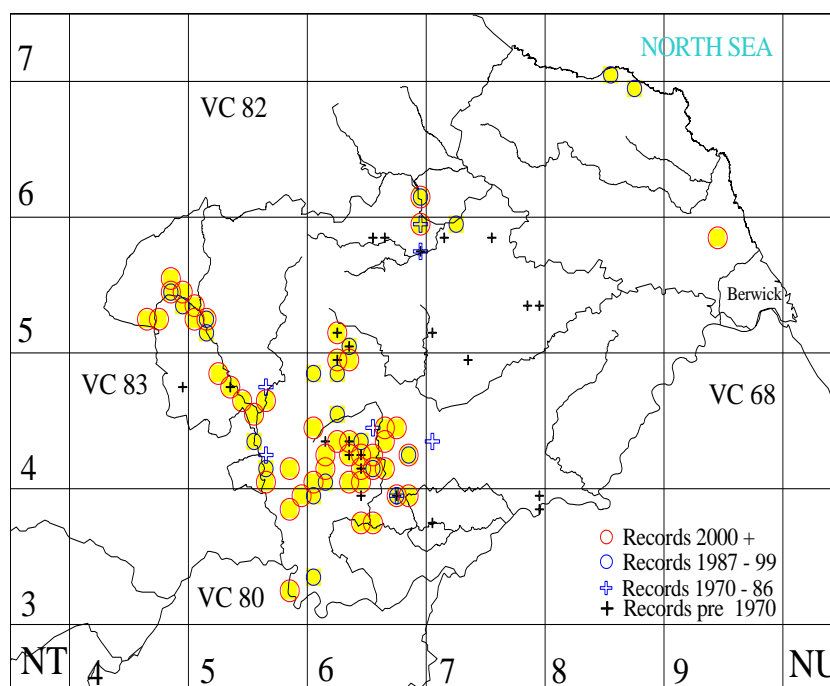 7
NORTH SEA
VC 82
6
Berwick
5
VC 83
VC 68
4
Records 2000 +
Records 1987 - 99
Records 1970 - 86
Records pre 1970
VC 80
3
NT 4 5 6 7 8 9 NU